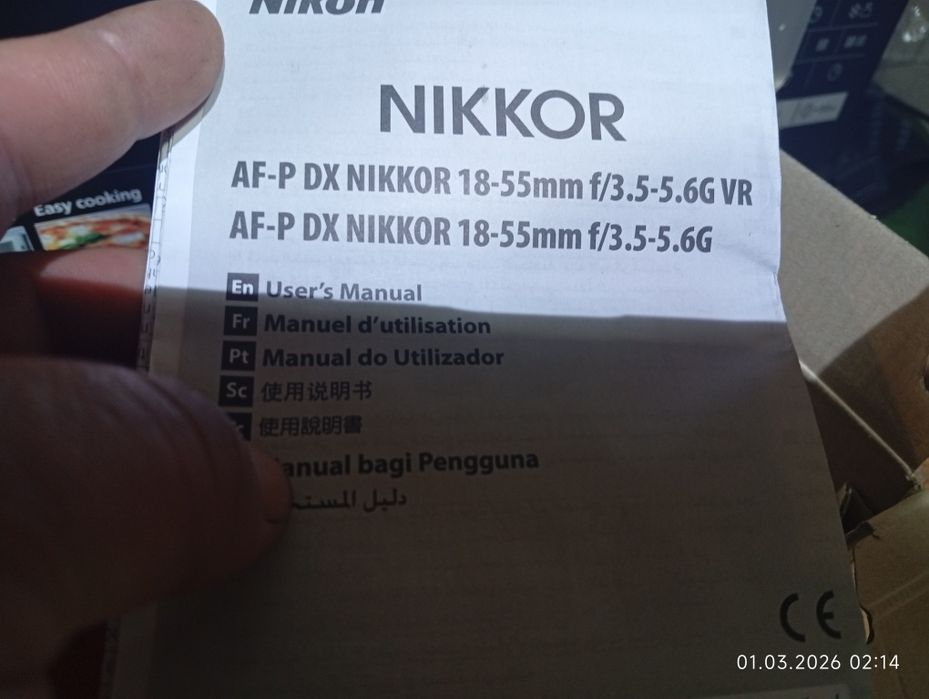 Nikon
NIKKOR
AF-P DX NIKKOR 18-55mm f/3.5-5.6G VR
AF-P DX NIKKOR 18-55mm f/3.5-5.6G
En User's Manual
Fr Manuel d'utilisation
Pt Manual do Utilizador
Sc 使用说明书
使用說明書
bagi Pengguna
دليل
Easy cooking
CE
01.03.2026 02:14